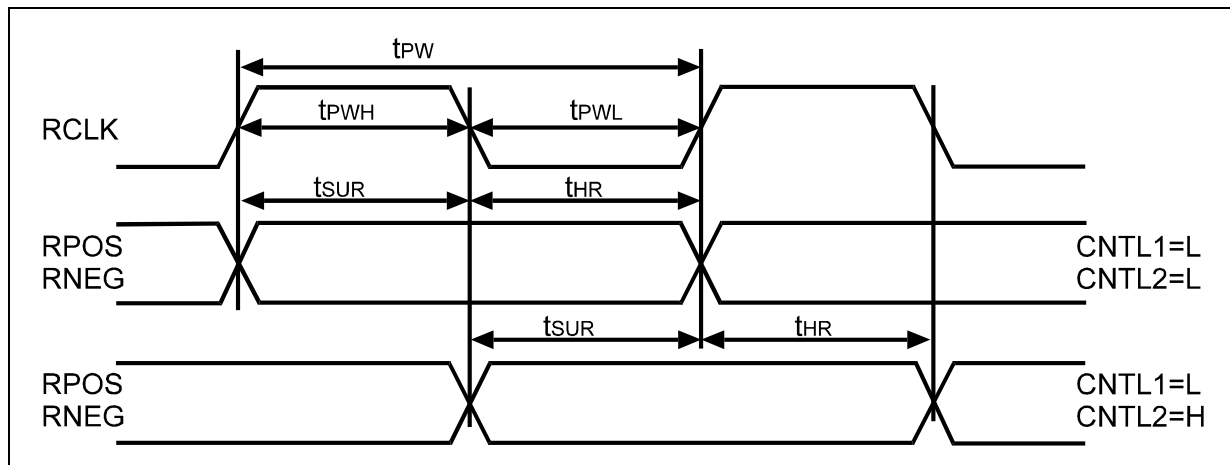 tPW
RCLK
tPWH
tPWL
tSUR
tHR
RPOS
RNEG
CNTL1=L
CNTL2=L
tSUR
tHR
RPOS
RNEG
CNTL1=L
CNTL2=H